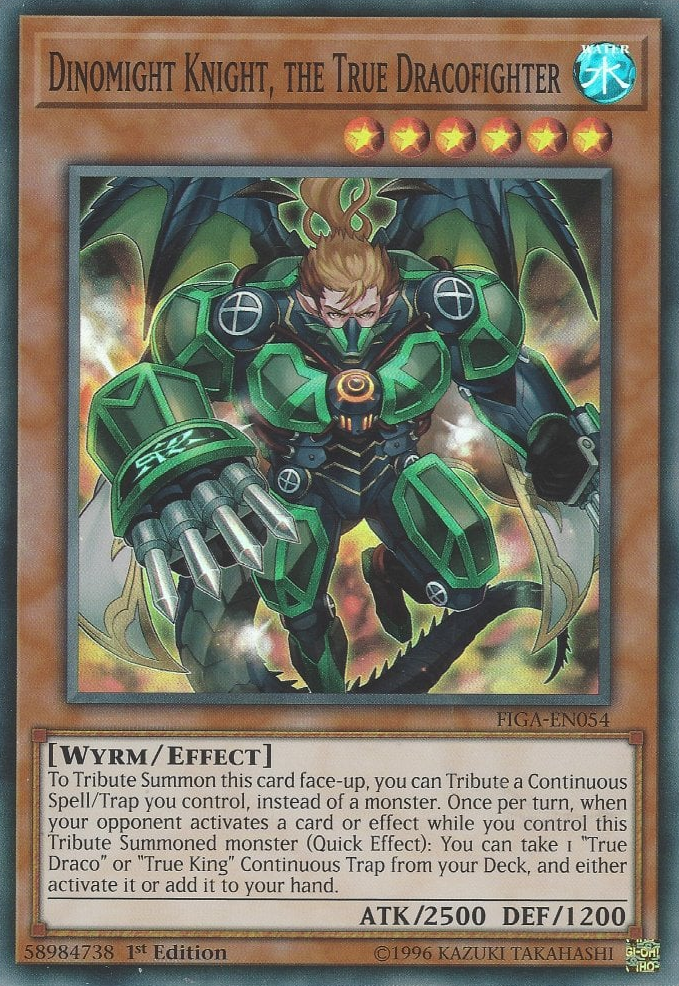 Dinomight Knight, the True Dracofighter
WATER
水
FIGA-EN054
[Wyrm/Effect]
To Tribute Summon this card face-up, you can Tribute a Continuous
Spell/Trap you control, instead of a monster. Once per turn, when
your opponent activates a card or effect while you control this
Tribute Summoned monster (Quick Effect): You can take 1 "True
Draco" or "True King" Continuous Trap from your Deck, and either
activate it or add it to your hand.
ATK/2500 DEF/1200
58984738 1st Edition ©1996 KAZUKI TAKAHASHI